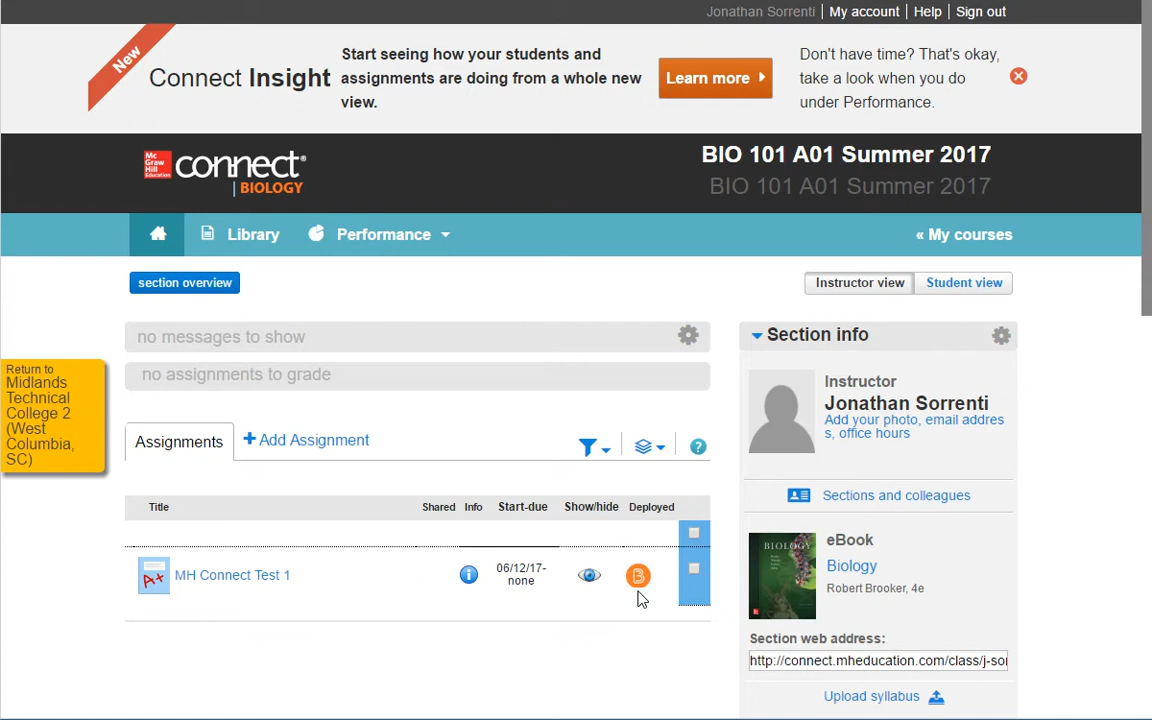 Jonathan Sorrenti | My account | Help | Sign out
New
Connect Insight
Start seeing how your students and
assignments are doing from a whole new
view.
Learn more
Don't have time? That's okay,
take a look when you do
under Performance.
Mc
Graw
Hill
Education
connect®
| BIOLOGY
BIO 101 A01 Summer 2017
BIO 101 A01 Summer 2017
Library
Performance
« My courses
section overview
Instructor view
Student view
no messages to show
no assignments to grade
Return to
Midlands
Technical
College 2
(West
Columbia,
SC)
Assignments
+ Add Assignment
?
Title
Shared
Info
Start-due
Show/hide
Deployed
A+
MH Connect Test 1
i
06/12/17-
none
B
Section info
Instructor
Jonathan Sorrenti
Add your photo, email addres
s, office hours
Sections and colleagues
BIOLOGY
eBook
Biology
Robert Brooker, 4e
Section web address:
http://connect.mheducation.com/class/j-sor
Upload syllabus